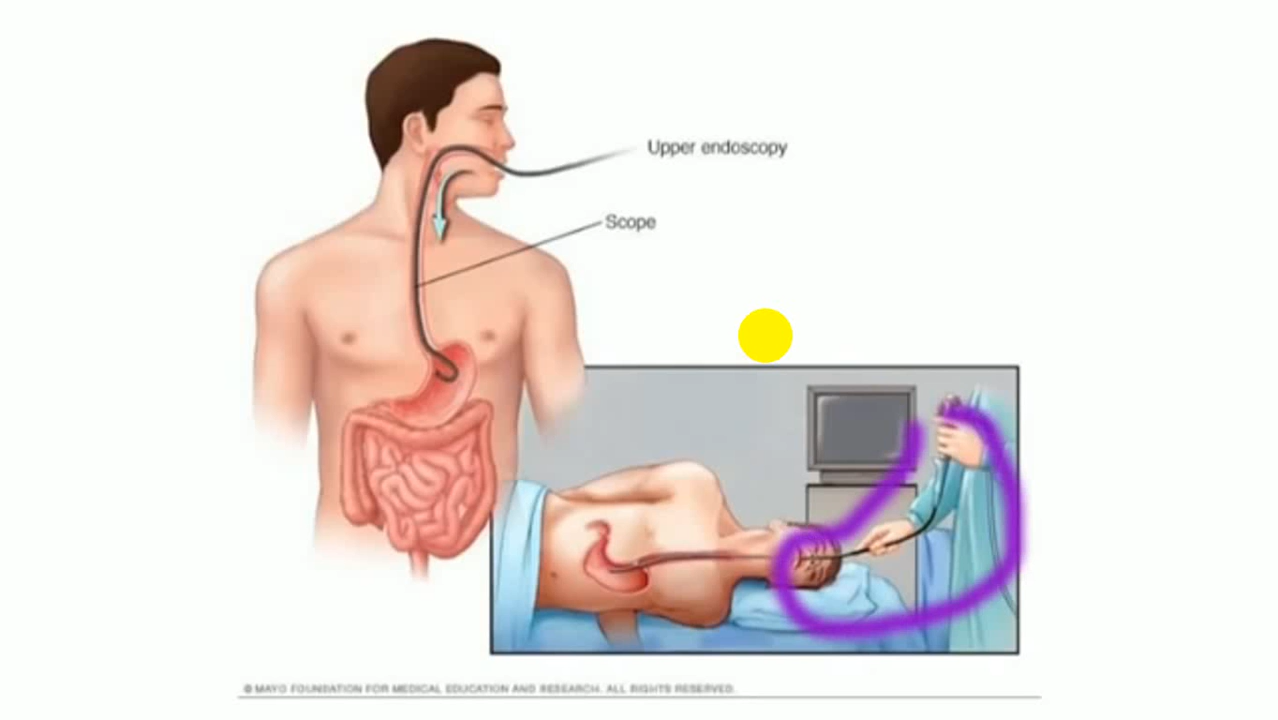 Upper endoscopy
Scope
© MAYO FOUNDATION FOR MEDICAL EDUCATION AND RESEARCH. ALL RIGHTS RESERVED.